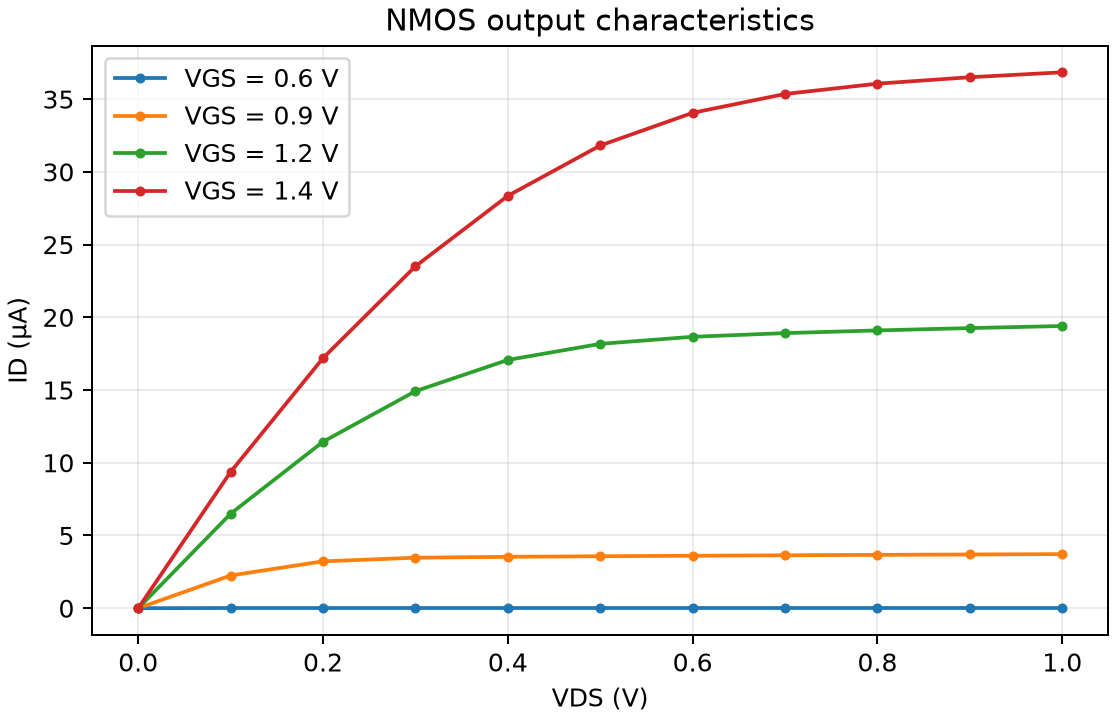 NMOS output characteristics
VGS = 0.6 V
VGS = 0.9 V
VGS = 1.2 V
VGS = 1.4 V
35
30
25
20
15
10
5
0
ID (μA)
0.0 0.2 0.4 0.6 0.8 1.0
VDS (V)